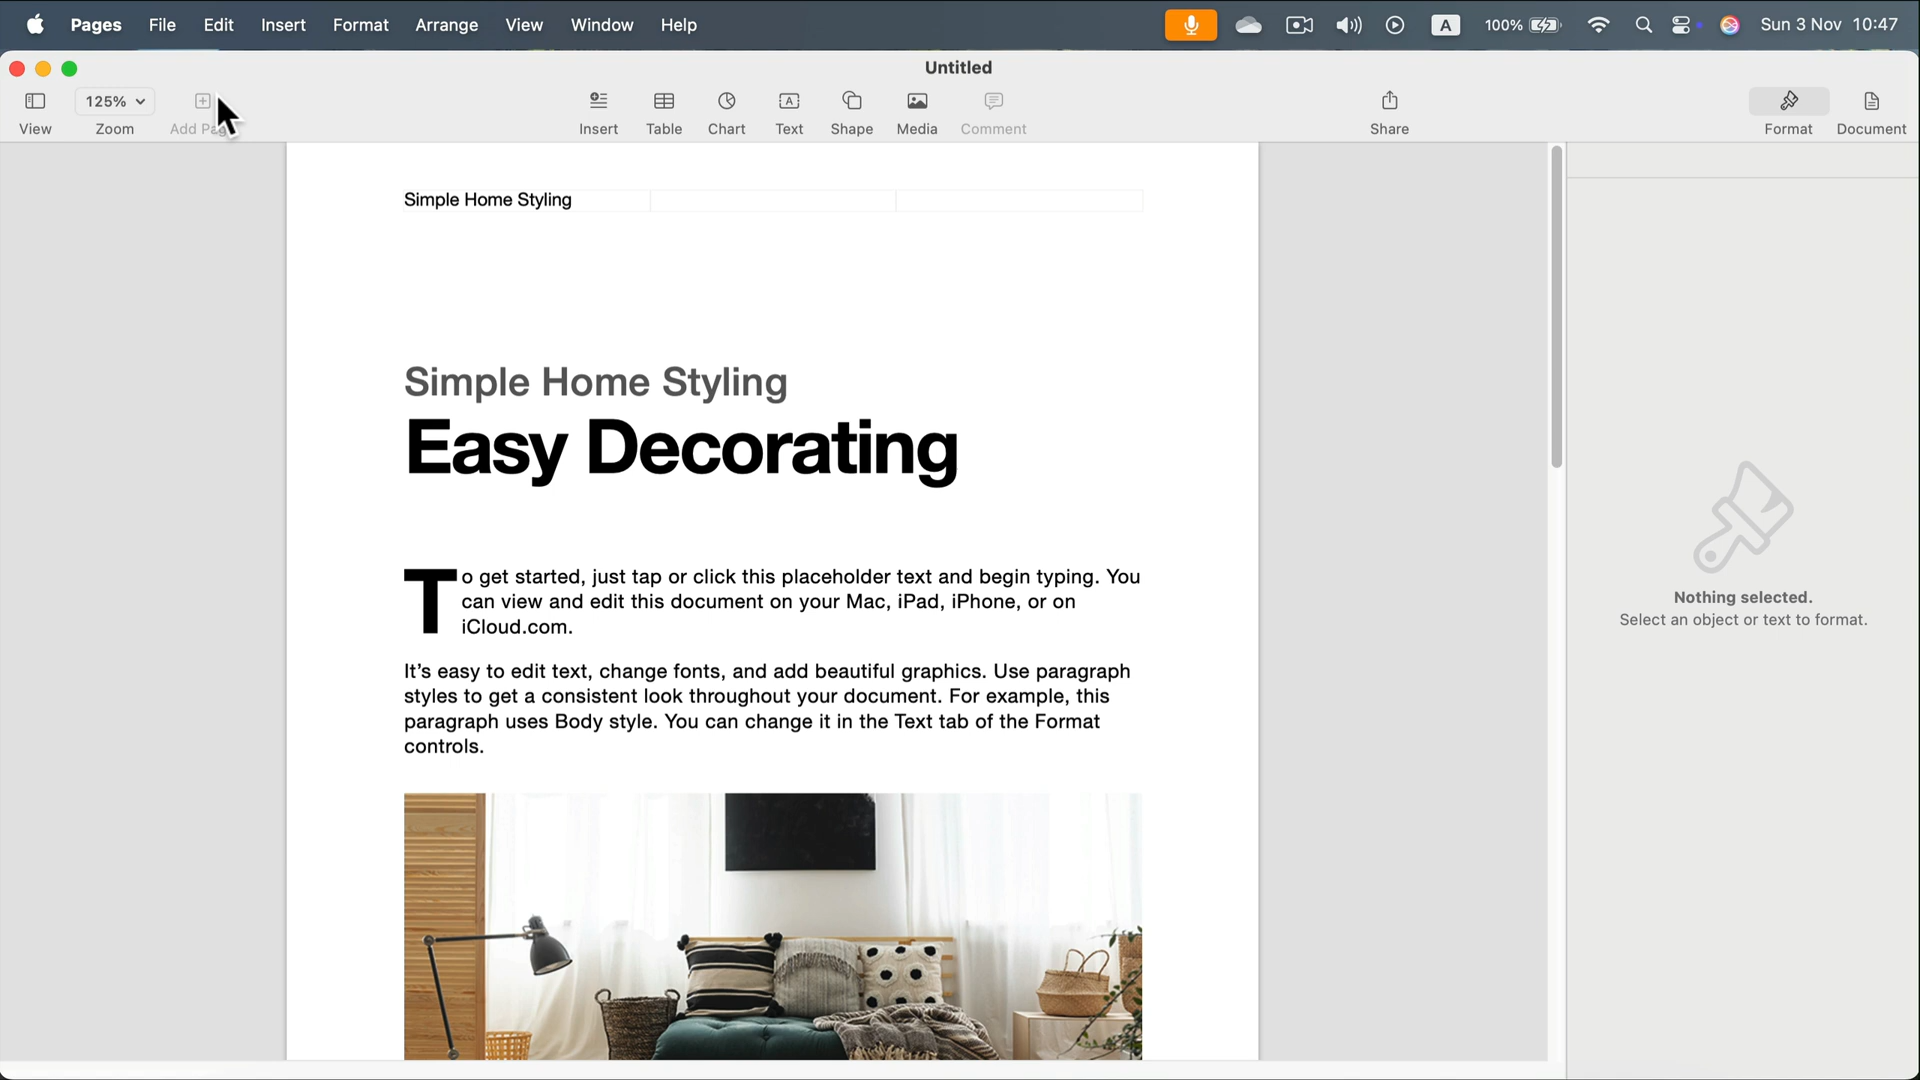 Pages File Edit Insert Format Arrange View Window Help A 100% Sun 3 Nov 10:47
Untitled
125%
View Zoom Add Insert Table Chart Text Shape Media Comment Share Format Document
Simple Home Styling
Simple Home Styling
Easy Decorating
To get started, just tap or click this placeholder text and begin typing. You
can view and edit this document on your Mac, iPad, iPhone, or on
iCloud.com.
It’s easy to edit text, change fonts, and add beautiful graphics. Use paragraph
styles to get a consistent look throughout your document. For example, this
paragraph uses Body style. You can change it in the Text tab of the Format
controls.
Nothing selected.
Select an object or text to format.